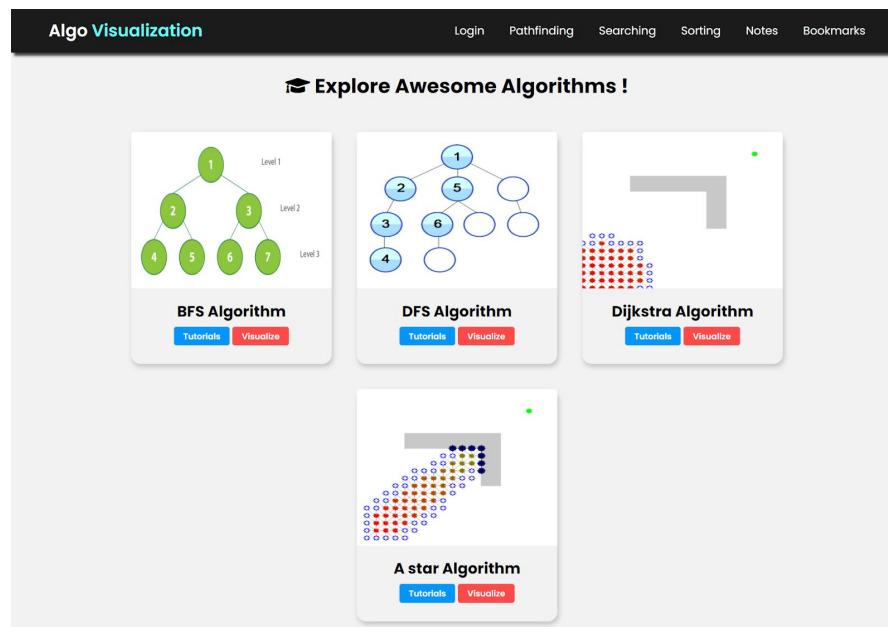 Algo Visualization
Login Pathfinding Searching Sorting Notes Bookmarks
Explore Awesome Algorithms !
1 Level 1
2 3 Level 2
4 5 6 7 Level 3
BFS Algorithm
Tutorials Visualize
1
2 5
3 6
4
DFS Algorithm
Tutorials Visualize
Dijkstra Algorithm
Tutorials Visualize
A star Algorithm
Tutorials Visualize